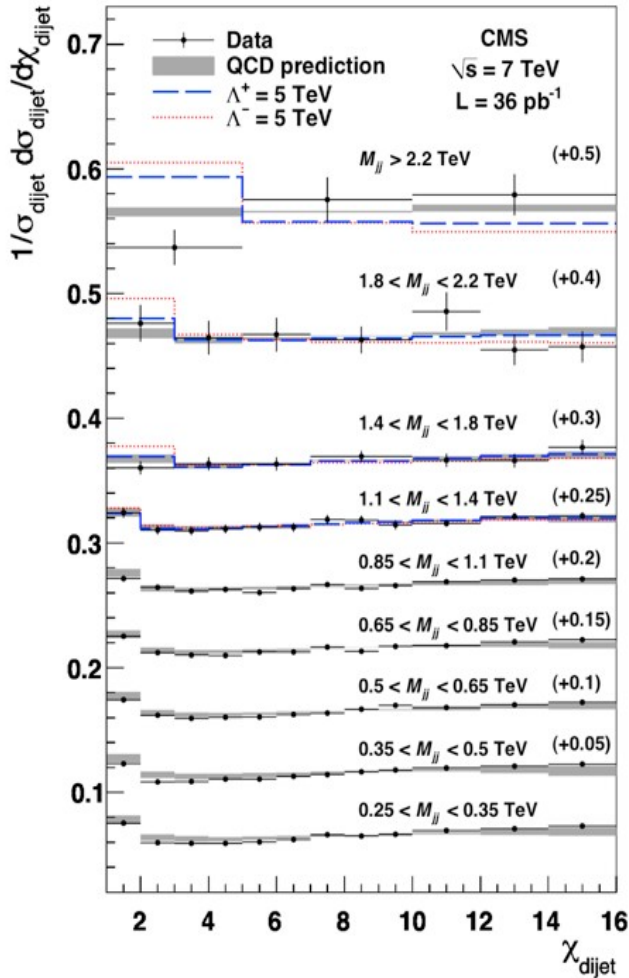 1/σdijet dσdijet/dχdijet
0.7
0.6
0.5
0.4
0.3
0.2
0.1
Data
QCD prediction
Λ⁺ = 5 TeV
Λ⁻ = 5 TeV
CMS
√s = 7 TeV
L = 36 pb⁻¹
Mjj > 2.2 TeV (+0.5)
1.8 < Mjj < 2.2 TeV (+0.4)
1.4 < Mjj < 1.8 TeV (+0.3)
1.1 < Mjj < 1.4 TeV (+0.25)
0.85 < Mjj < 1.1 TeV (+0.2)
0.65 < Mjj < 0.85 TeV (+0.15)
0.5 < Mjj < 0.65 TeV (+0.1)
0.35 < Mjj < 0.5 TeV (+0.05)
0.25 < Mjj < 0.35 TeV
2 4 6 8 10 12 14 16
χdijet